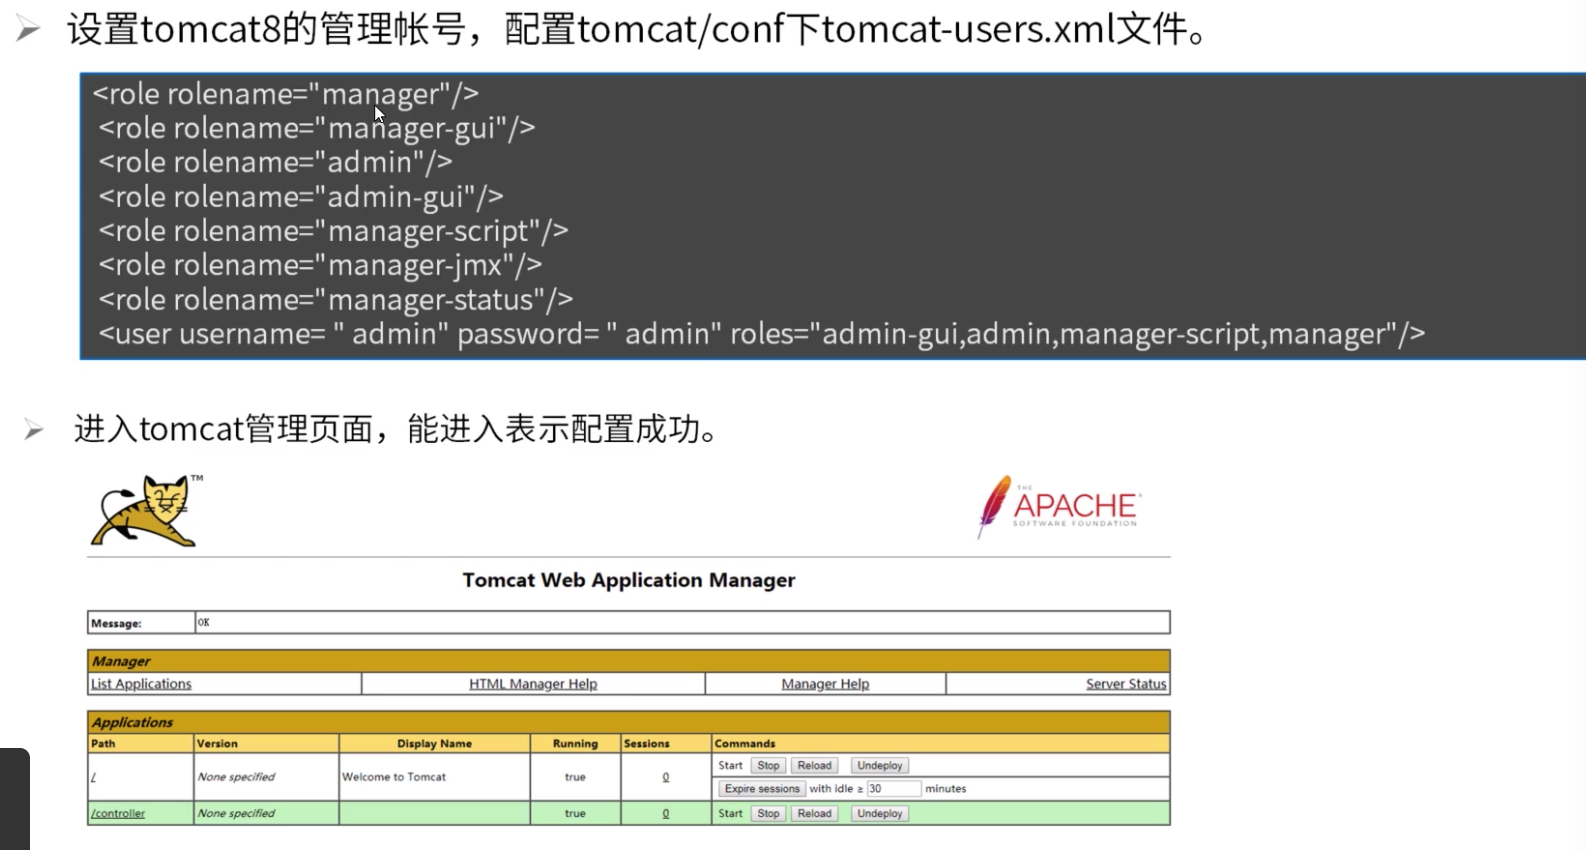 设置tomcat8的管理帐号，配置tomcat/conf下tomcat-users.xml文件。
<role rolename="manager"/>
<role rolename="manager-gui"/>
<role rolename="admin"/>
<role rolename="admin-gui"/>
<role rolename="manager-script"/>
<role rolename="manager-jmx"/>
<role rolename="manager-status"/>
<user username= " admin" password= " admin" roles="admin-gui,admin,manager-script,manager"/>
进入tomcat管理页面，能进入表示配置成功。
TM
THE
APACHE
SOFTWARE FOUNDATION
Tomcat Web Application Manager
Message: OK
Manager
List Applications HTML Manager Help Manager Help Server Status
Applications
Path Version Display Name Running Sessions Commands
/ None specified Welcome to Tomcat true 0 Start Stop Reload Undeploy
Expire sessions with idle ≥ 30 minutes
/controller None specified true 0 Start Stop Reload Undeploy